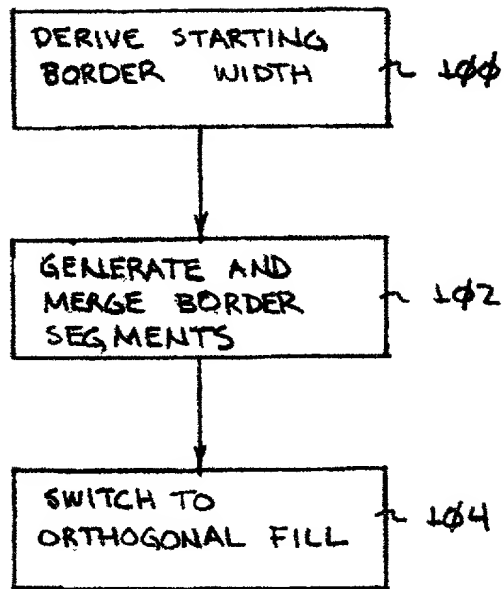 DERIVE STARTING
BORDER WIDTH
100
GENERATE AND
MERGE BORDER
SEGMENTS
102
SWITCH TO
ORTHOGONAL FILL
104